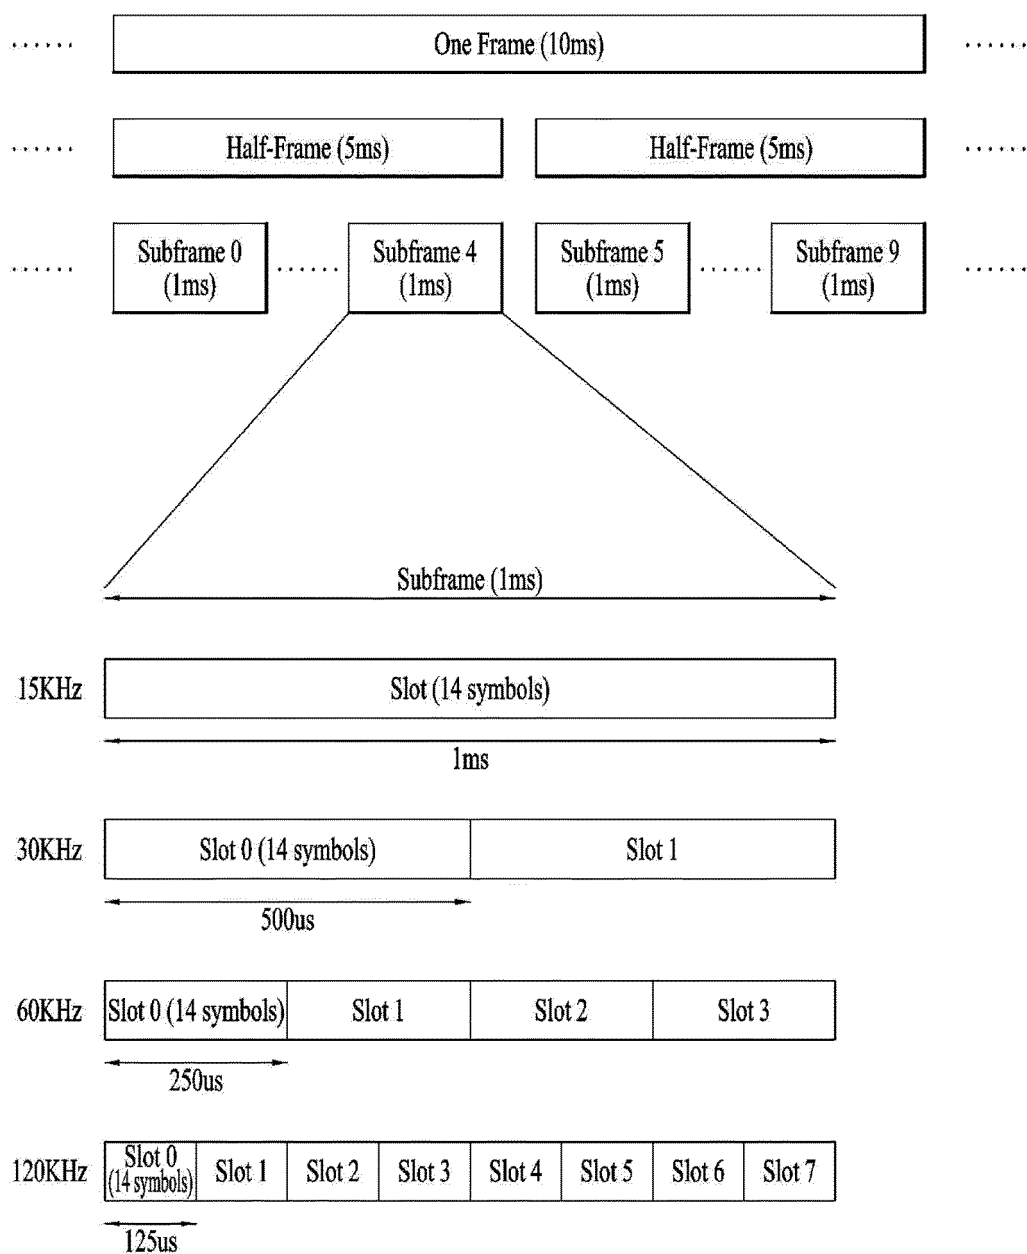 One Frame (10ms)
Half-Frame (5ms)
Half-Frame (5ms)
Subframe 0
(1ms)
Subframe 4
(1ms)
Subframe 5
(1ms)
Subframe 9
(1ms)
Subframe (1ms)
15KHz
Slot (14 symbols)
1ms
30KHz
Slot 0 (14 symbols)
Slot 1
500us
60KHz
Slot 0 (14 symbols)
Slot 1
Slot 2
Slot 3
250us
120KHz
Slot 0
(14 symbols)
Slot 1
Slot 2
Slot 3
Slot 4
Slot 5
Slot 6
Slot 7
125us